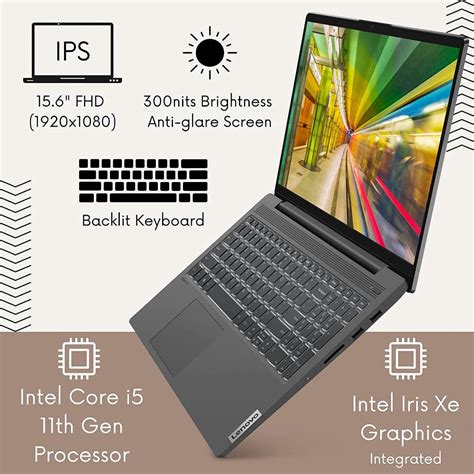 IPS
15.6" FHD
(1920x1080)
300nits Brightness
Anti-glare Screen
Backlit Keyboard
Lenovo
Intel Core i5
11th Gen
Processor
Intel Iris Xe
Graphics
Integrated